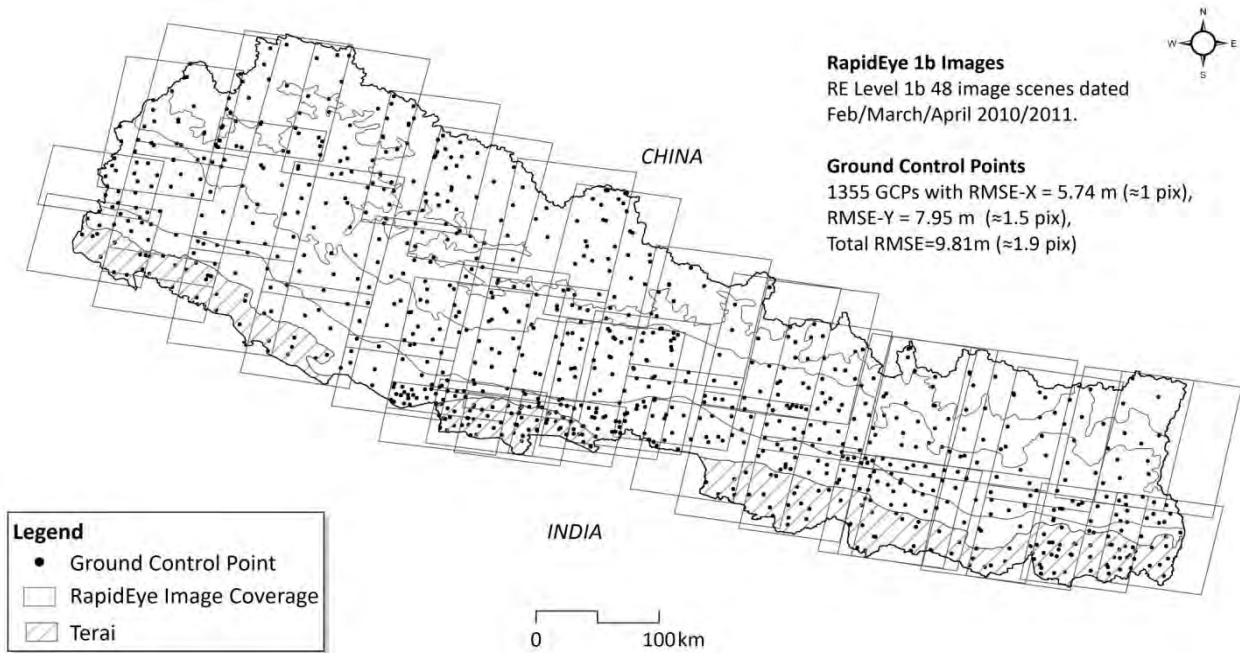 N
W E
S
RapidEye 1b Images
RE Level 1b 48 image scenes dated
Feb/March/April 2010/2011.
CHINA
Ground Control Points
1355 GCPs with RMSE-X = 5.74 m (≈1 pix),
RMSE-Y = 7.95 m (≈1.5 pix),
Total RMSE=9.81m (≈1.9 pix)
INDIA
Legend
Ground Control Point
RapidEye Image Coverage
Terai
0 100 km